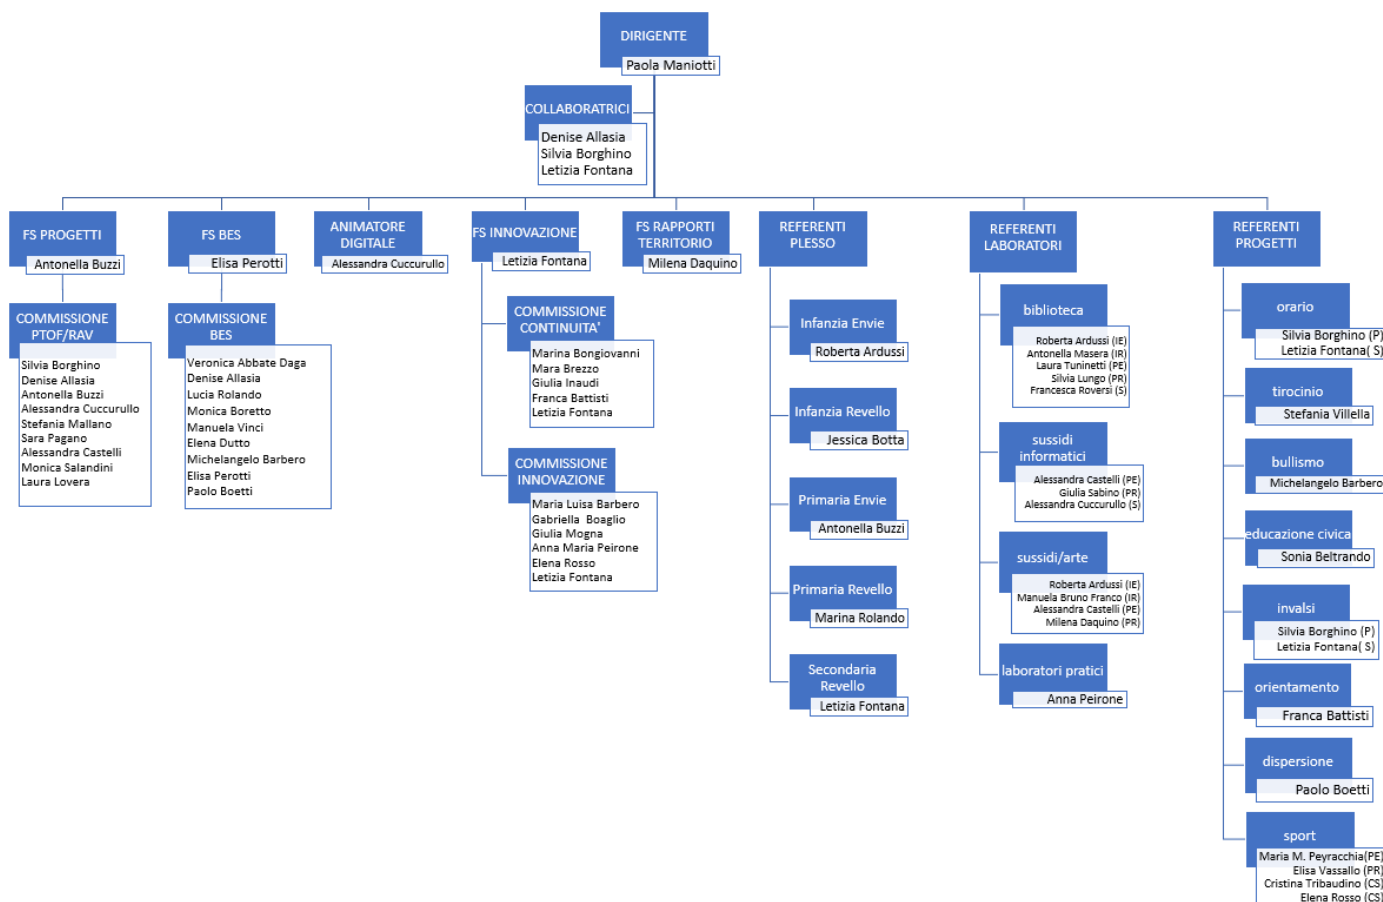 DIRIGENTE
Paola Maniotti
COLLABORATRICI
Denise Allasia
Silvia Borghino
Letizia Fontana
FS PROGETTI
Antonella Buzzi
COMMISSIONE
PTOF/RAV
Silvia Borghino
Denise Allasia
Antonella Buzzi
Alessandra Cuccurullo
Stefania Mallano
Sara Pagano
Alessandra Castelli
Monica Salandini
Laura Lovera
FS BES
Elisa Perotti
COMMISSIONE
BES
Veronica Abbate Daga
Denise Allasia
Lucia Rolando
Monica Boretto
Manuela Vinci
Elena Dutto
Michelangelo Barbero
Elisa Perotti
Paolo Boetti
ANIMATORE
DIGITALE
Alessandra Cuccurullo
FS INNOVAZIONE
Letizia Fontana
COMMISSIONE
CONTINUITA'
Marina Bongiovanni
Mara Brezzo
Giulia Inaudi
Franca Battisti
Letizia Fontana
COMMISSIONE
INNOVAZIONE
Maria Luisa Barbero
Gabriella Boaglio
Giulia Mogna
Anna Maria Peirone
Elena Rosso
Letizia Fontana
FS RAPPORTI
TERRITORIO
Milena Daquino
REFERENTI
PLESSO
Infanzia Envie
Roberta Ardussi
Infanzia Revello
Jessica Botta
Primaria Envie
Antonella Buzzi
Primaria Revello
Marina Rolando
Secondaria
Revello
Letizia Fontana
REFERENTI
LABORATORI
biblioteca
Roberta Ardussi (IE)
Antonella Masera (IR)
Laura Tuninetti (PE)
Silvia Lungo (PR)
Francesca Roversi (S)
sussidi
informatici
Alessandra Castelli (PE)
Giulia Sabino (PR)
Alessandra Cuccurullo (S)
sussidi/arte
Roberta Ardussi (IE)
Manuela Bruno Franco (IR)
Alessandra Castelli (PE)
Milena Daquino (PR)
laboratori pratici
Anna Peirone
REFERENTI
PROGETTI
orario
Silvia Borghino (P)
Letizia Fontana( S)
tirocinio
Stefania Villella
bullismo
Michelangelo Barbero
educazione civica
Sonia Beltrando
invalsi
Silvia Borghino (P)
Letizia Fontana( S)
orientamento
Franca Battisti
dispersione
Paolo Boetti
sport
Maria M. Peyracchia(PE)
Elisa Vassallo (PR)
Cristina Tribaudino (CS)
Elena Rosso (CS)